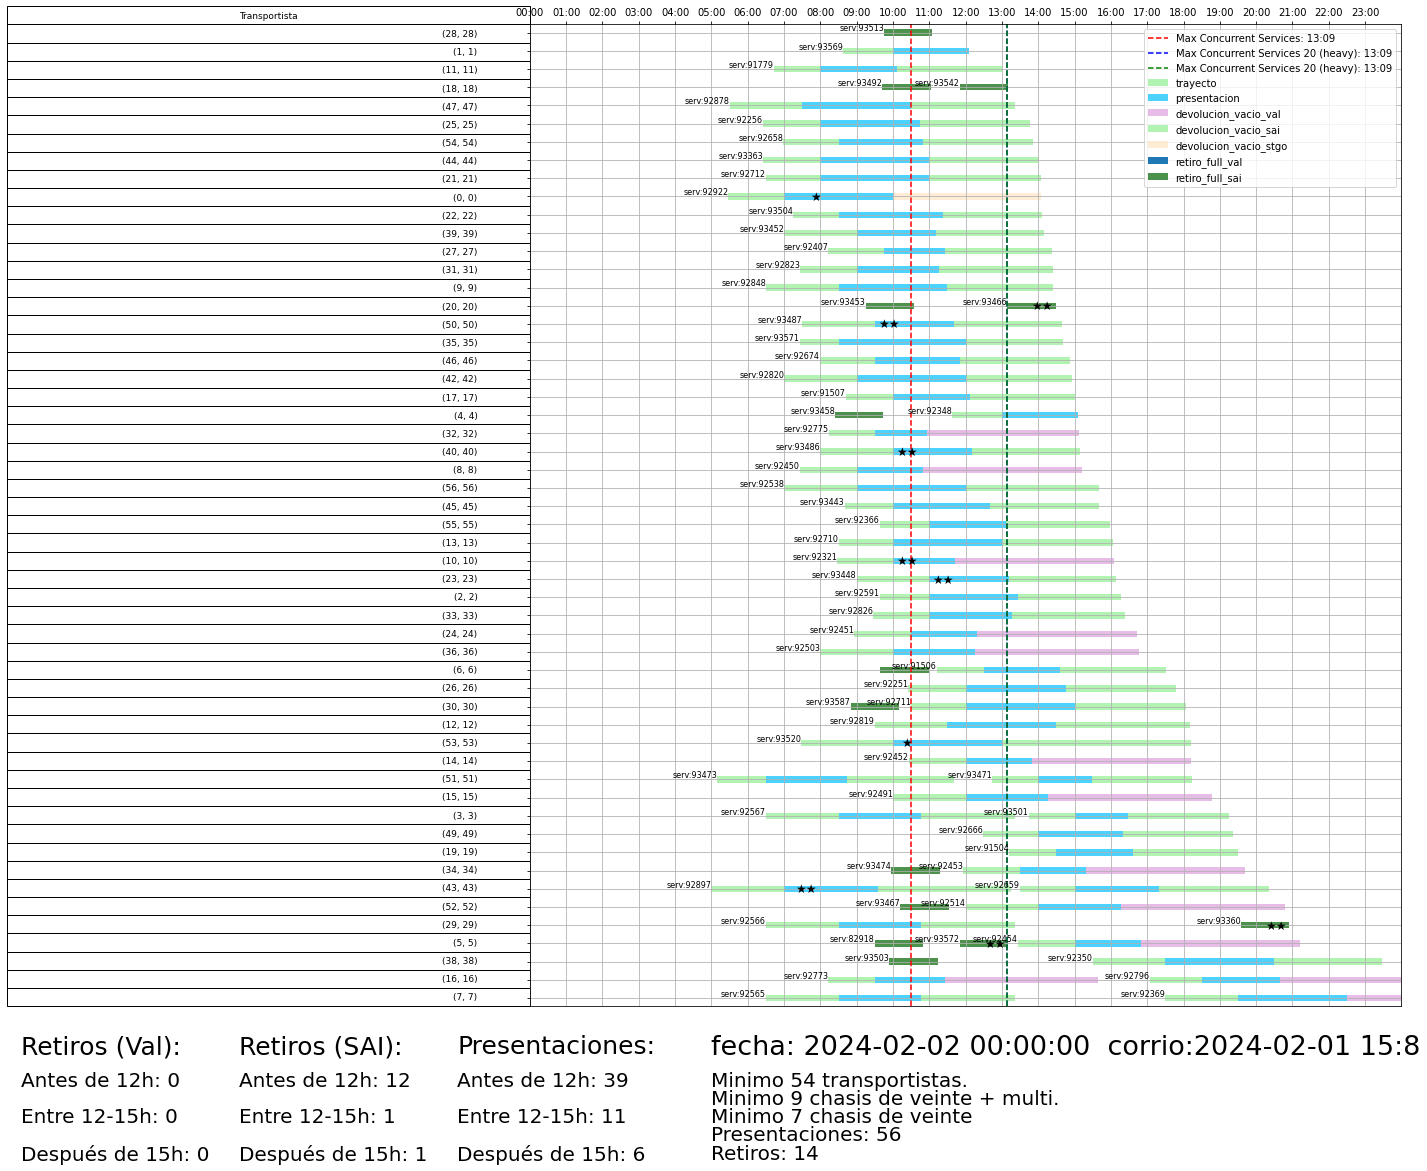 Transportista
00:00 01:00 02:00 03:00 04:00 05:00 06:00 07:00 08:00 09:00 10:00 11:00 12:00 13:00 14:00 15:00 16:00 17:00 18:00 19:00 20:00 21:00 22:00 23:00
Max Concurrent Services: 13:09
Max Concurrent Services 20 (heavy): 13:09
Max Concurrent Services 20 (heavy): 13:09
trayecto
presentacion
devolucion_vacio_val
devolucion_vacio_sai
devolucion_vacio_stgo
retiro_full_val
retiro_full_sai
(28, 28) serv:93513
(1, 1) serv:93569
(11, 11) serv:91779
(18, 18) serv:93492 serv:93542
(47, 47) serv:92878
(25, 25) serv:92256
(54, 54) serv:92658
(44, 44) serv:93363
(21, 21) serv:92712
(0, 0) serv:92922
(22, 22) serv:93504
(39, 39) serv:93452
(27, 27) serv:92407
(31, 31) serv:92823
(9, 9) serv:92848
(20, 20) serv:93453 serv:93466
(50, 50) serv:93487
(35, 35) serv:93571
(46, 46) serv:92674
(42, 42) serv:92820
(17, 17) serv:91507
(4, 4) serv:93458 serv:92348
(32, 32) serv:92775
(40, 40) serv:93486
(8, 8) serv:92450
(56, 56) serv:92538
(45, 45) serv:93443
(55, 55) serv:92366
(13, 13) serv:92710
(10, 10) serv:92321
(23, 23) serv:93448
(2, 2) serv:92591
(33, 33) serv:92826
(24, 24) serv:92451
(36, 36) serv:92503
(6, 6) serv:91506
(26, 26) serv:92251
(30, 30) serv:93587 serv:92711
(12, 12) serv:92819
(53, 53) serv:93520
(14, 14) serv:92452
(51, 51) serv:93473 serv:93471
(15, 15) serv:92491
(3, 3) serv:92567 serv:93501
(49, 49) serv:92666
(19, 19) serv:91504
(34, 34) serv:93474 serv:92453
(43, 43) serv:92897 serv:92659
(52, 52) serv:93467 serv:92514
(29, 29) serv:92566 serv:93360
(5, 5) serv:82918 serv:93572 serv:92454
(38, 38) serv:93503 serv:92350
(16, 16) serv:92773 serv:92796
(7, 7) serv:92565 serv:92369
Retiros (Val):
Antes de 12h: 0
Entre 12-15h: 0
Después de 15h: 0
Retiros (SAI):
Antes de 12h: 12
Entre 12-15h: 1
Después de 15h: 1
Presentaciones:
Antes de 12h: 39
Entre 12-15h: 11
Después de 15h: 6
fecha: 2024-02-02 00:00:00 corrio:2024-02-01 15:8
Minimo 54 transportistas.
Minimo 9 chasis de veinte + multi.
Minimo 7 chasis de veinte
Presentaciones: 56
Retiros: 14